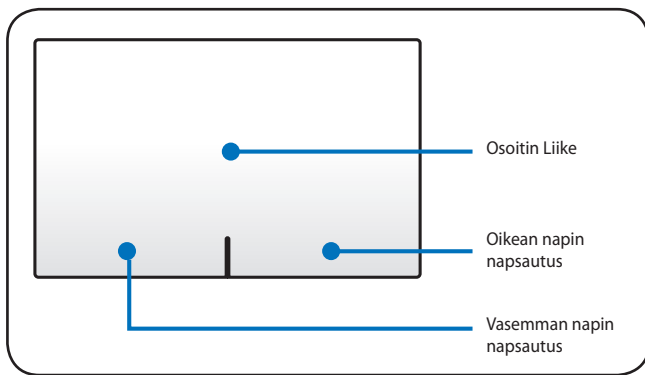 Osoitin Liike
Oikean napin
napsautus
Vasemman napin
napsautus